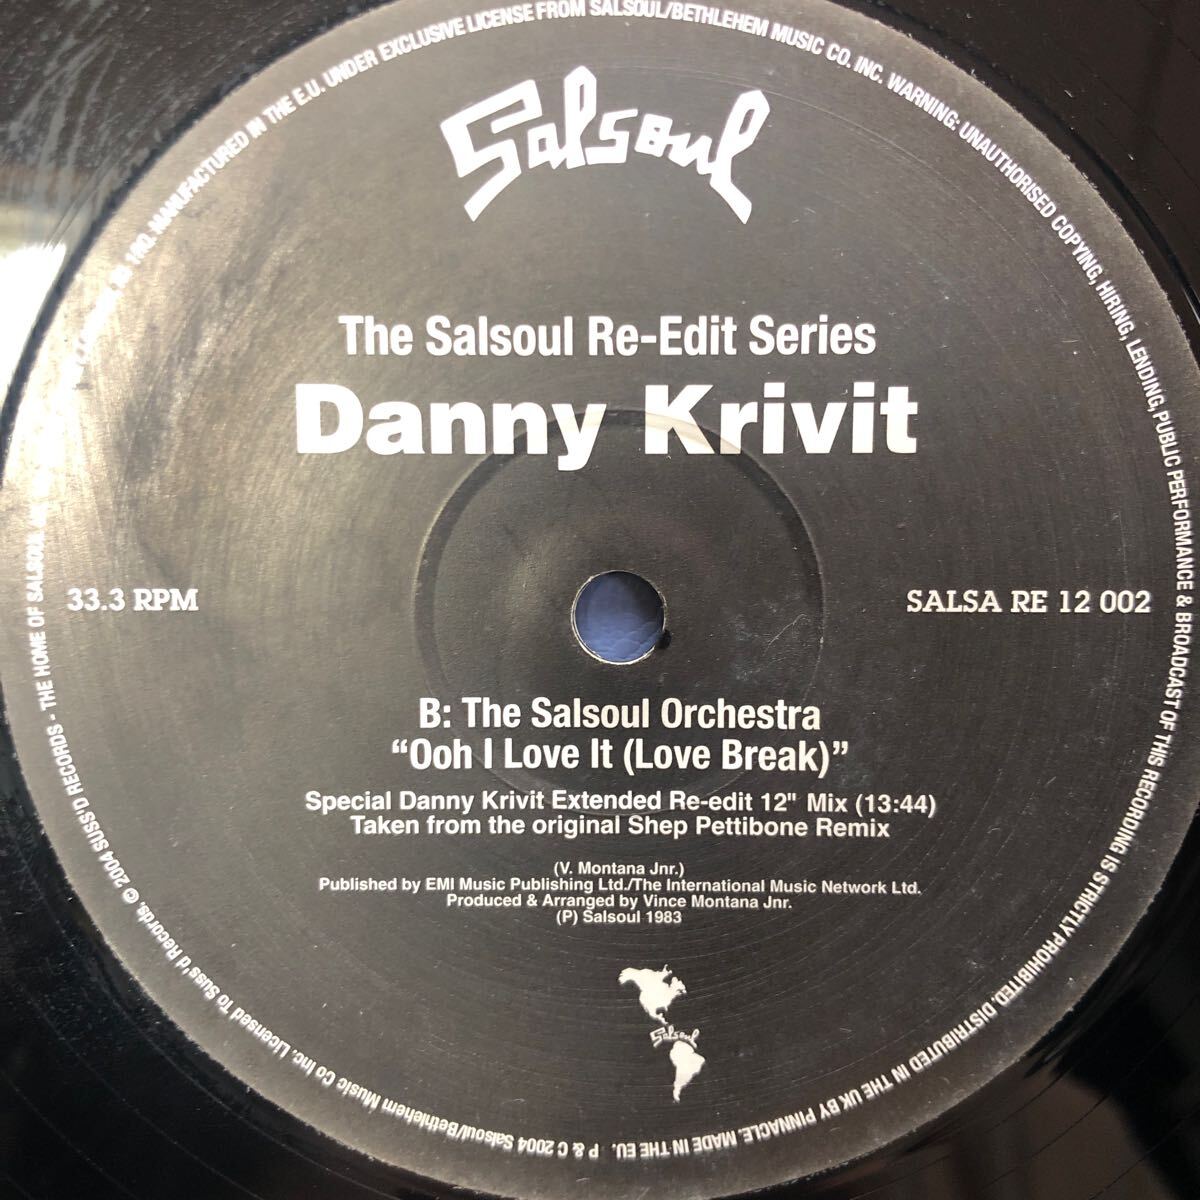 Salsoul
The Salsoul Re-Edit Series
Danny Krivit
33.3 RPM
SALSA RE 12 002
B: The Salsoul Orchestra
“Ooh I Love It (Love Break)”
Special Danny Krivit Extended Re-edit 12" Mix (13:44)
Taken from the original Shep Pettibone Remix
(V. Montana Jnr.)
Published by EMI Music Publishing Ltd./The International Music Network Ltd.
Produced & Arranged by Vince Montana Jnr.
(P) Salsoul 1983
Salsoul
P & C 2004 Salsoul/Bethlehem Music Co Inc. Licensed To Suss'd Records. © 2004 SUSS'D RECORDS - THE HOME OF SALSOUL MANUFACTURED IN THE E.U. UNDER EXCLUSIVE LICENSE FROM SALSOUL/BETHLEHEM MUSIC CO. INC. WARNING: UNAUTHORISED COPYING, HIRING, LENDING, PUBLIC PERFORMANCE & BROADCAST OF THIS RECORDING IS STRICTLY PROHIBITED. DISTRIBUTED IN THE UK BY PINNACLE. MADE IN THE EU.